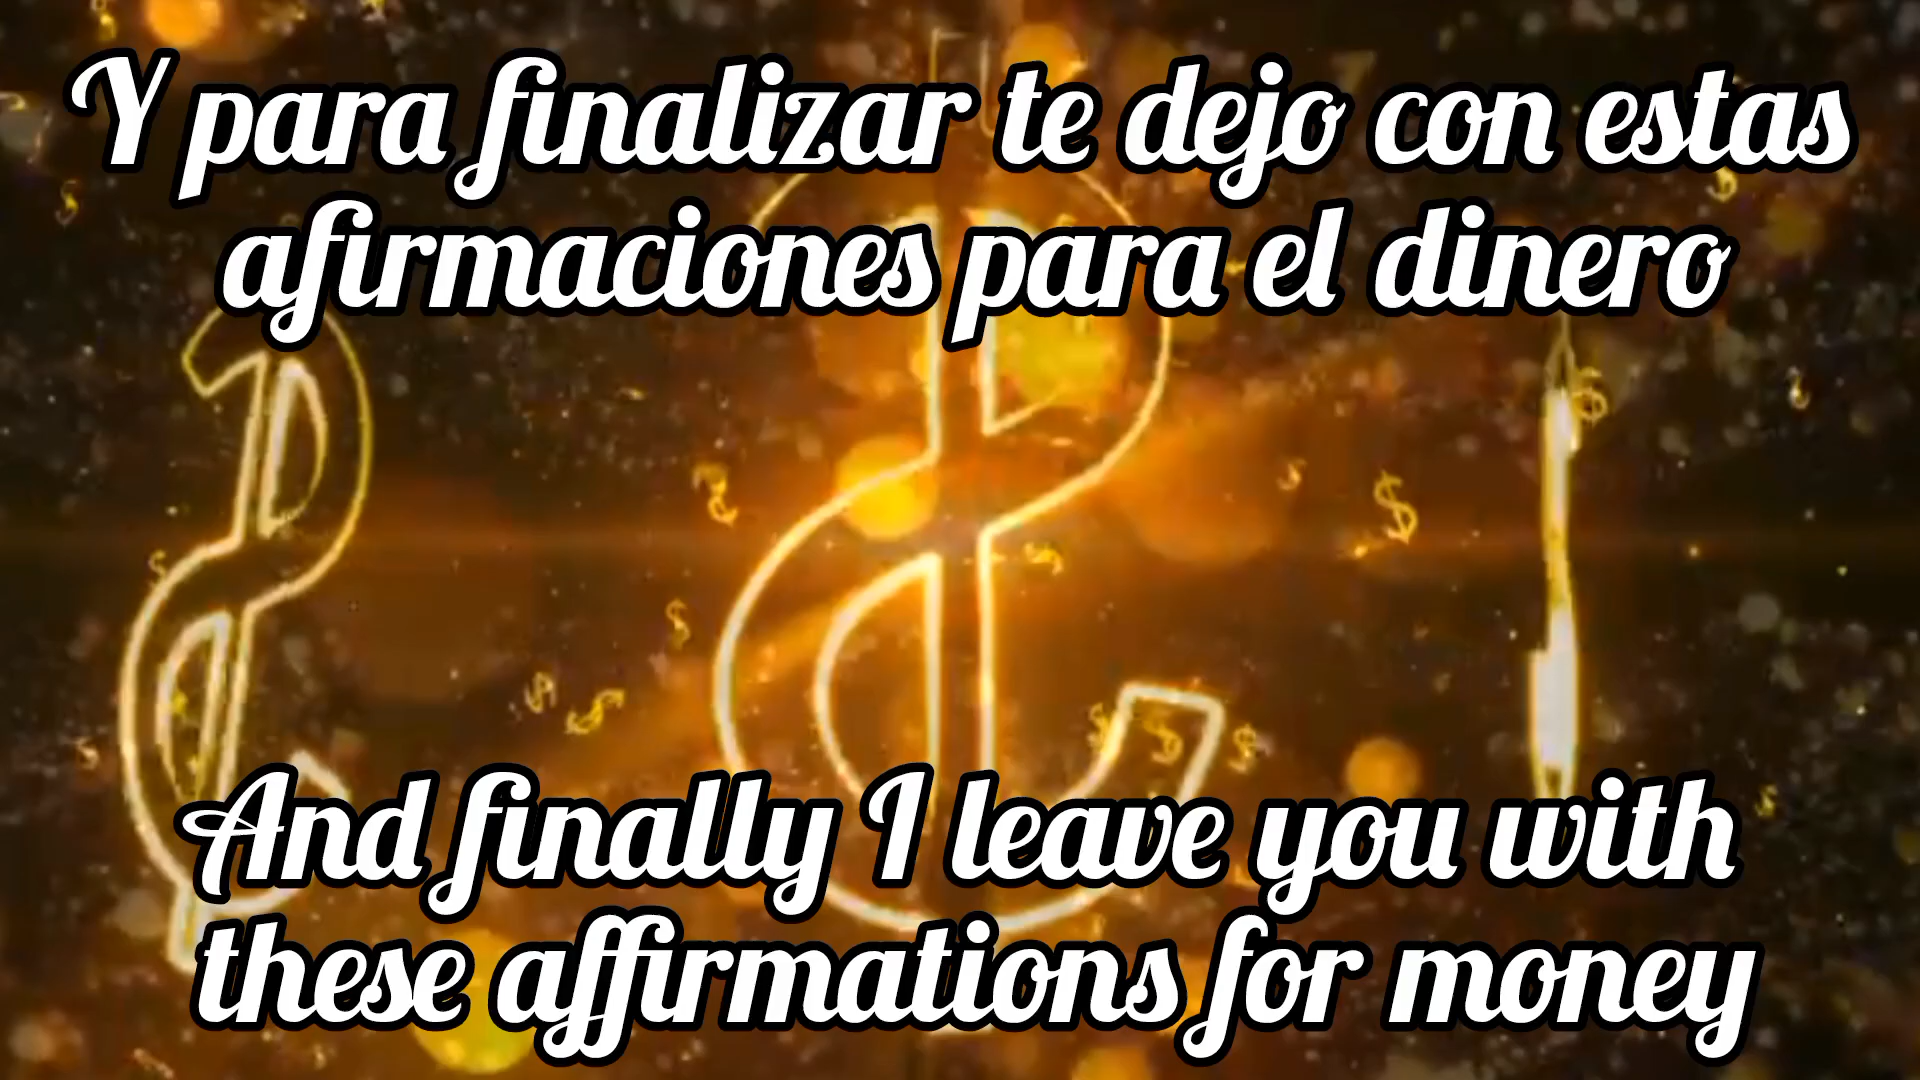 Y para finalizar te dejo con estas
afirmaciones para el dinero
And finally I leave you with
these affirmations for money